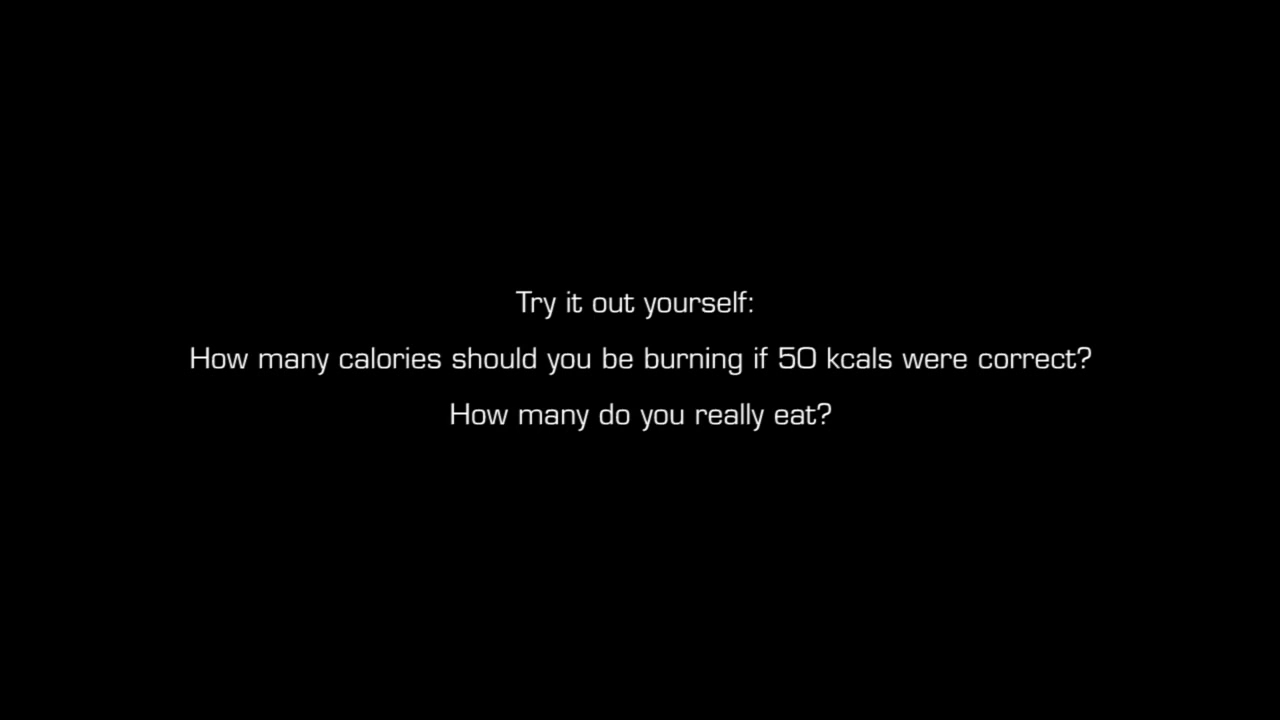 Try it out yourself:
How many calories should you be burning if 50 kcals were correct?
How many do you really eat?